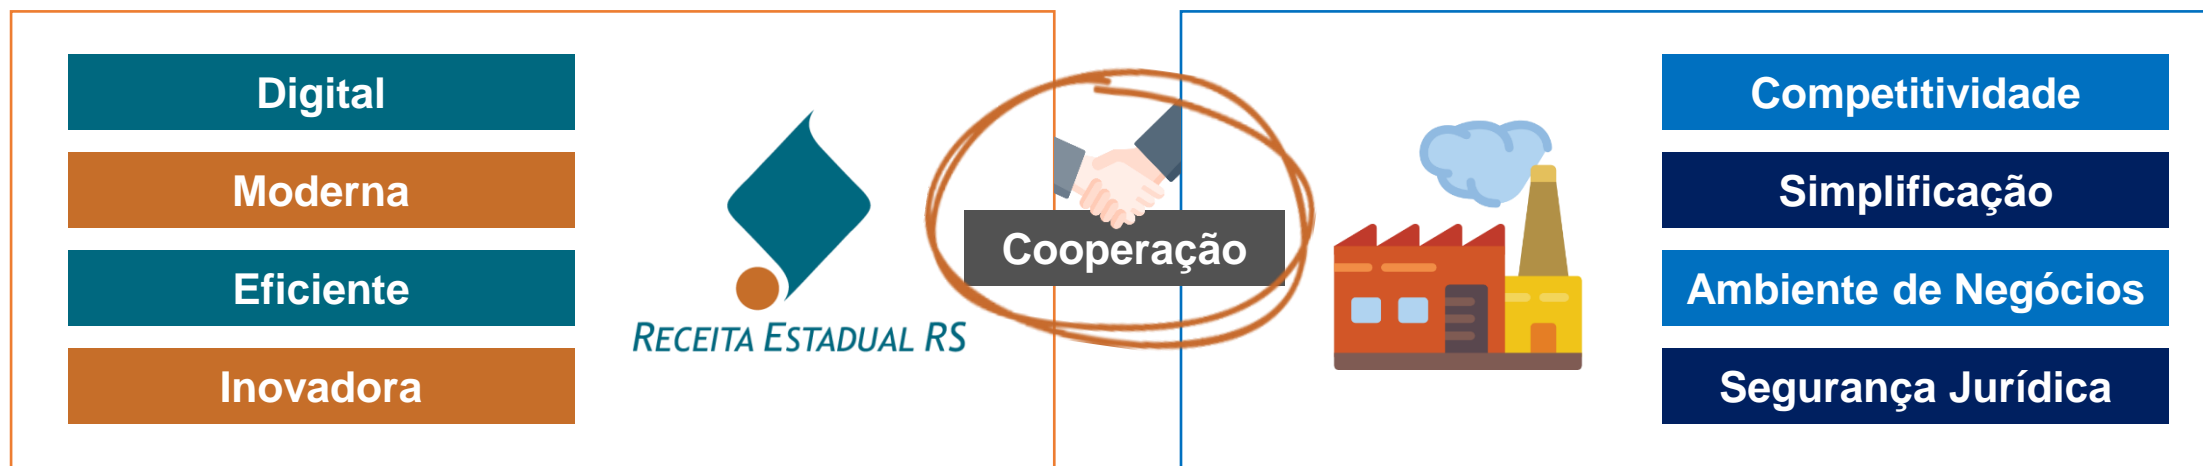 Digital
Moderna
Eficiente
Inovadora
RECEITA ESTADUAL RS
Cooperação
Competitividade
Simplificação
Ambiente de Negócios
Segurança Jurídica